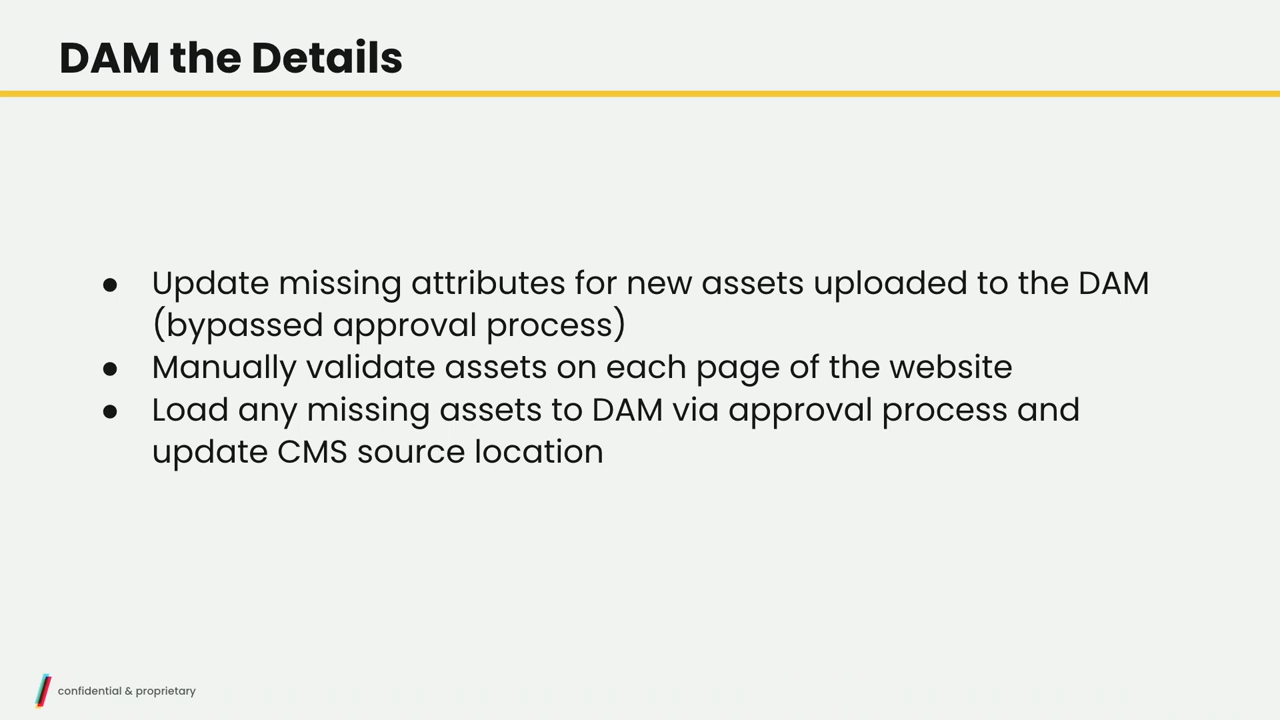 DAM the Details
● Update missing attributes for new assets uploaded to the DAM
(bypassed approval process)
● Manually validate assets on each page of the website
● Load any missing assets to DAM via approval process and
update CMS source location
confidential & proprietary